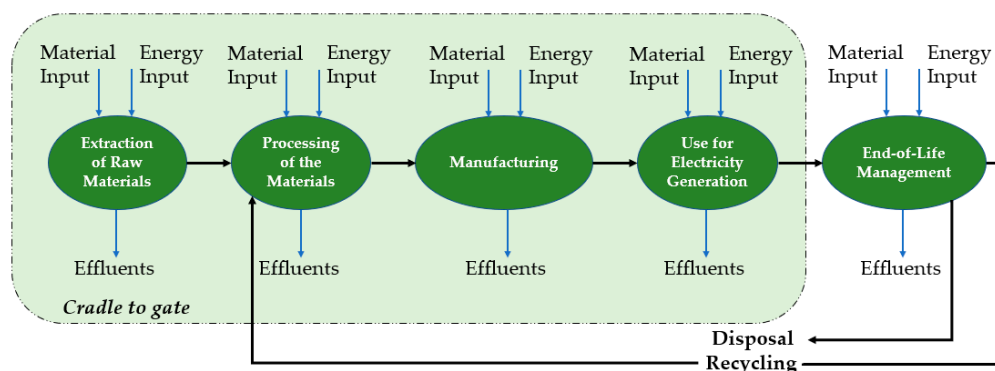 Material Energy
Input Input
Material Energy
Input Input
Material Energy
Input Input
Material Energy
Input Input
Material Energy
Input Input
Extraction
of Raw
Materials
Processing
of the
Materials
Manufacturing
Use for
Electricity
Generation
End-of-Life
Management
Effluents
Effluents
Effluents
Effluents
Effluents
Cradle to gate
Disposal
Recycling